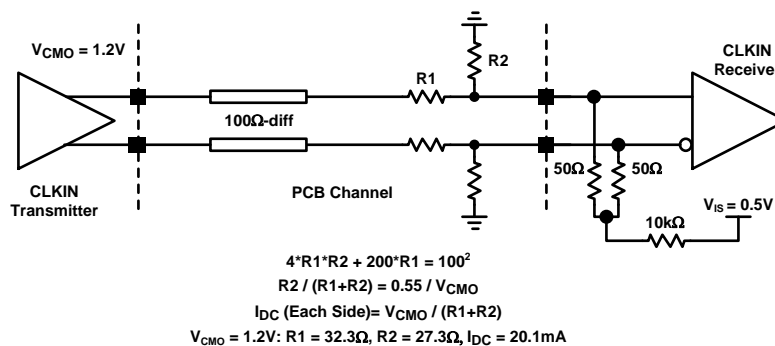 V_CMO = 1.2V
R1
R2
CLKIN
Receiver
100Ω-diff
CLKIN
Transmitter
PCB Channel
50Ω
50Ω
10kΩ
V_IS = 0.5V
4*R1*R2 + 200*R1 = 100²
R2 / (R1+R2) = 0.55 / V_CMO
I_DC (Each Side)= V_CMO / (R1+R2)
V_CMO = 1.2V: R1 = 32.3Ω, R2 = 27.3Ω, I_DC = 20.1mA